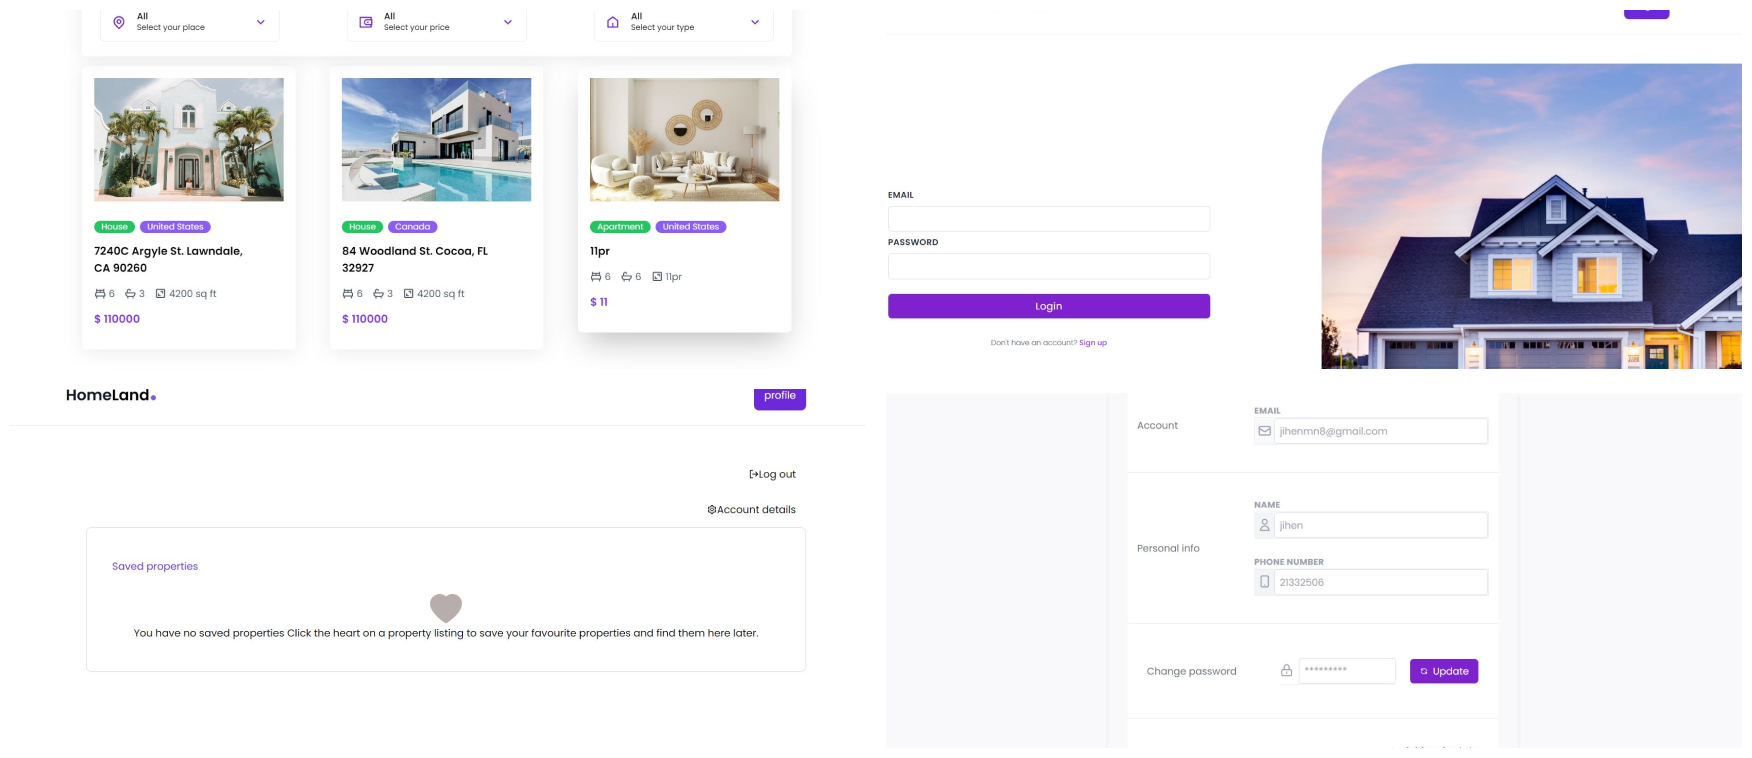 All
Select your place
All
Select your price
All
Select your type
House United States
7240C Argyle St. Lawndale,
CA 90260
6 3 4200 sq ft
$ 110000
House Canada
84 Woodland St. Cocoa, FL
32927
6 3 4200 sq ft
$ 110000
Apartment United States
11pr
6 6 11pr
$ 11
EMAIL
PASSWORD
Login
Don't have an account? Sign up
HomeLand.
profile
Log out
Account details
Saved properties
You have no saved properties Click the heart on a property listing to save your favourite properties and find them here later.
Account
EMAIL
jihenmn8@gmail.com
Personal info
NAME
jihen
PHONE NUMBER
21332506
Change password
*********
Update